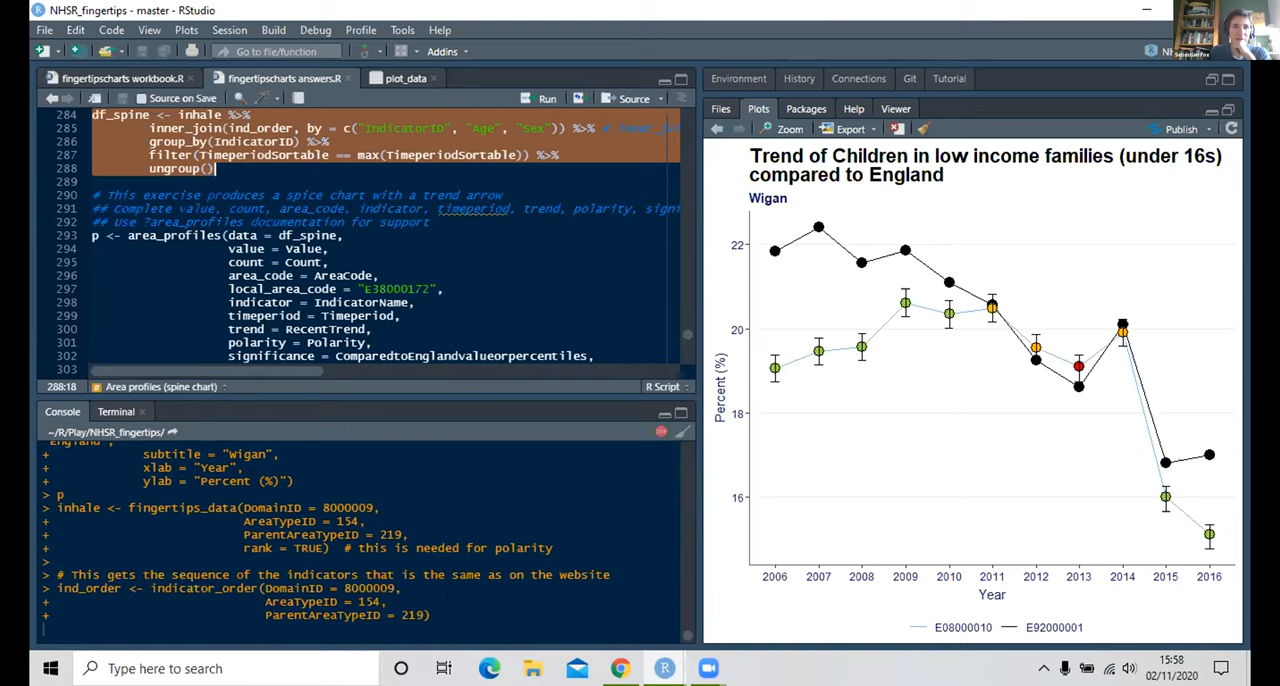 NHSR_fingertips - master - RStudio
File Edit Code View Plots Session Build Debug Profile Tools Help
Go to file/function Addins
Sebastian Fox
fingertipscharts workbook.R fingertipscharts answers.R plot_data
Source on Save Run Source
284 df_spine <- inhale %>%
285 inner_join(ind_order, by = c("IndicatorID", "Age", "Sex")) %>%
286 group_by(IndicatorID) %>%
287 filter(TimeperiodSortable == max(TimeperiodSortable)) %>%
288 ungroup()
289
290 # This exercise produces a spice chart with a trend arrow
291 ## Complete value, count, area_code, indicator, timeperiod, trend, polarity, signi
292 ## Use ?area_profiles documentation for support
293 p <- area_profiles(data = df_spine,
294 value = Value,
295 count = Count,
296 area_code = AreaCode,
297 local_area_code = "E38000172",
298 indicator = IndicatorName,
299 timeperiod = Timeperiod,
300 trend = RecentTrend,
301 polarity = Polarity,
302 significance = ComparedtoEnglandvalueorpercentiles,
303
288:18 Area profiles (spine chart) R Script
Console Terminal
~/R/Play/NHSR_fingertips/
England",
+ subtitle = "Wigan",
+ xlab = "Year",
+ ylab = "Percent (%)")
> p
> inhale <- fingertips_data(DomainID = 8000009,
+ AreaTypeID = 154,
+ ParentAreaTypeID = 219,
+ rank = TRUE) # this is needed for polarity
>
> # This gets the sequence of the indicators that is the same as on the website
> ind_order <- indicator_order(DomainID = 8000009,
+ AreaTypeID = 154,
+ ParentAreaTypeID = 219)
Environment History Connections Git Tutorial
Files Plots Packages Help Viewer
Zoom Export Publish
Trend of Children in low income families (under 16s)
compared to England
Wigan
22
20
18
16
Percent (%)
2006 2007 2008 2009 2010 2011 2012 2013 2014 2015 2016
Year
E08000010 E92000001
Type here to search
15:58
02/11/2020